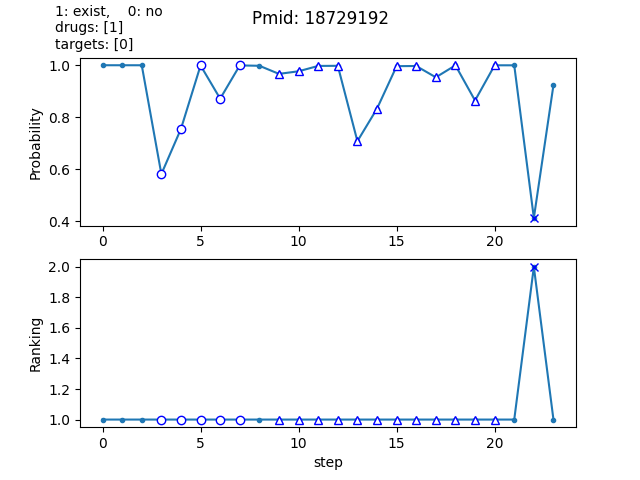 1: exist,    0: no
drugs: [1]
targets: [0]
Pmid: 18729192
1.0
0.8
0.6
0.4
Probability
0 5 10 15 20
2.0
1.8
1.6
1.4
1.2
1.0
Ranking
0 5 10 15 20
step